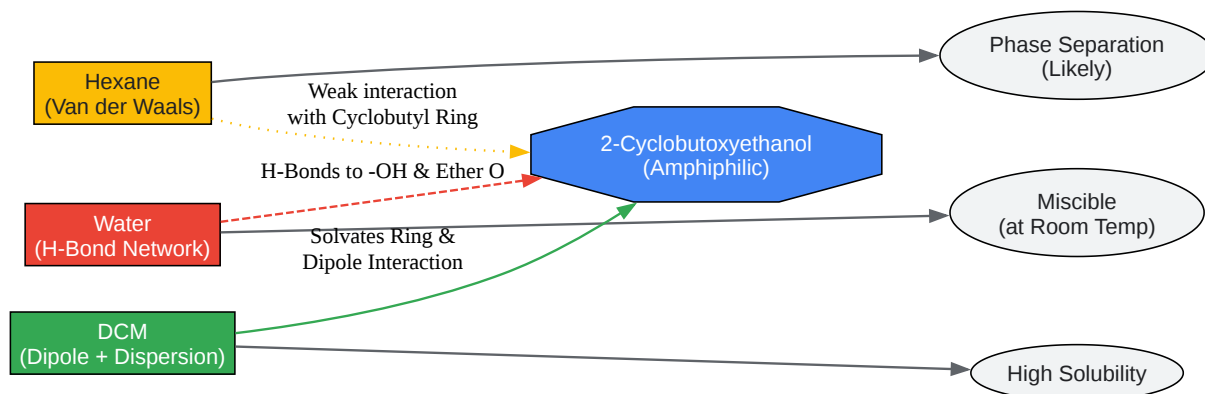 Hexane
(Van der Waals)
Weak interaction
with Cyclobutyl Ring
Phase Separation
(Likely)
2-Cyclobutoxyethanol
(Amphiphilic)
H-Bonds to -OH & Ether O
Water
(H-Bond Network)
Miscible
(at Room Temp)
Solvates Ring &
Dipole Interaction
DCM
(Dipole + Dispersion)
High Solubility